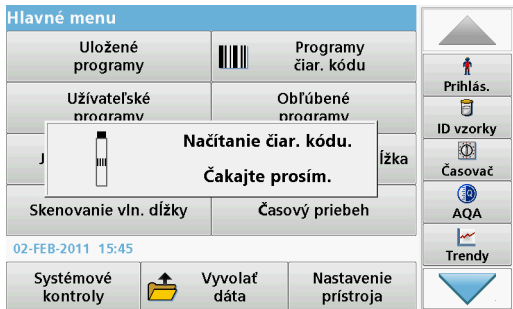 Hlavné menu
Uložené
programy
Programy
čiar. kódu
Užívateľské
programy
Obľúbené
programy
J
ĺžka
Načítanie čiar. kódu.
Čakajte prosím.
Skenovanie vln. dĺžky
Časový priebeh
02-FEB-2011 15:45
Systémové
kontroly
Vyvolať
dáta
Nastavenie
prístroja
Prihlás.
ID vzorky
Časovač
AQA
Trendy